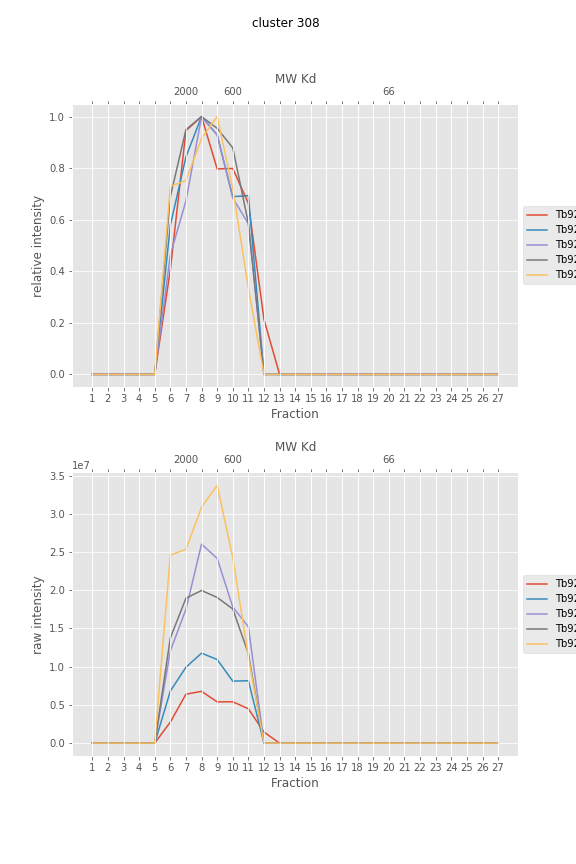 cluster 308
MW Kd
2000 600 66
1.0
0.8
0.6
0.4
0.2
0.0
relative intensity
Tb92
Tb92
Tb92
Tb92
Tb92
1 2 3 4 5 6 7 8 9 10 11 12 13 14 15 16 17 18 19 20 21 22 23 24 25 26 27
Fraction
MW Kd
2000 600 66
1e7
3.5
3.0
2.5
2.0
1.5
1.0
0.5
0.0
raw intensity
Tb92
Tb92
Tb92
Tb92
Tb92
1 2 3 4 5 6 7 8 9 10 11 12 13 14 15 16 17 18 19 20 21 22 23 24 25 26 27
Fraction